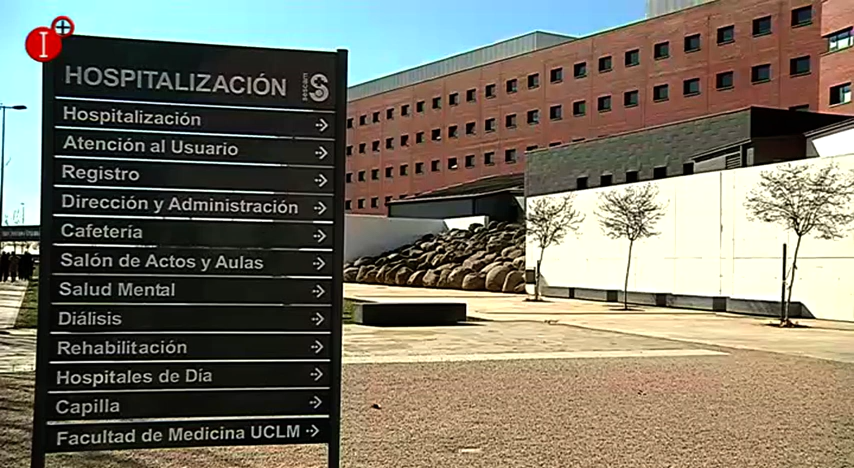 I
HOSPITALIZACIÓN
sescam
Hospitalización
Atención al Usuario
Registro
Dirección y Administración
Cafetería
Salón de Actos y Aulas
Salud Mental
Diálisis
Rehabilitación
Hospitales de Día
Capilla
Facultad de Medicina UCLM